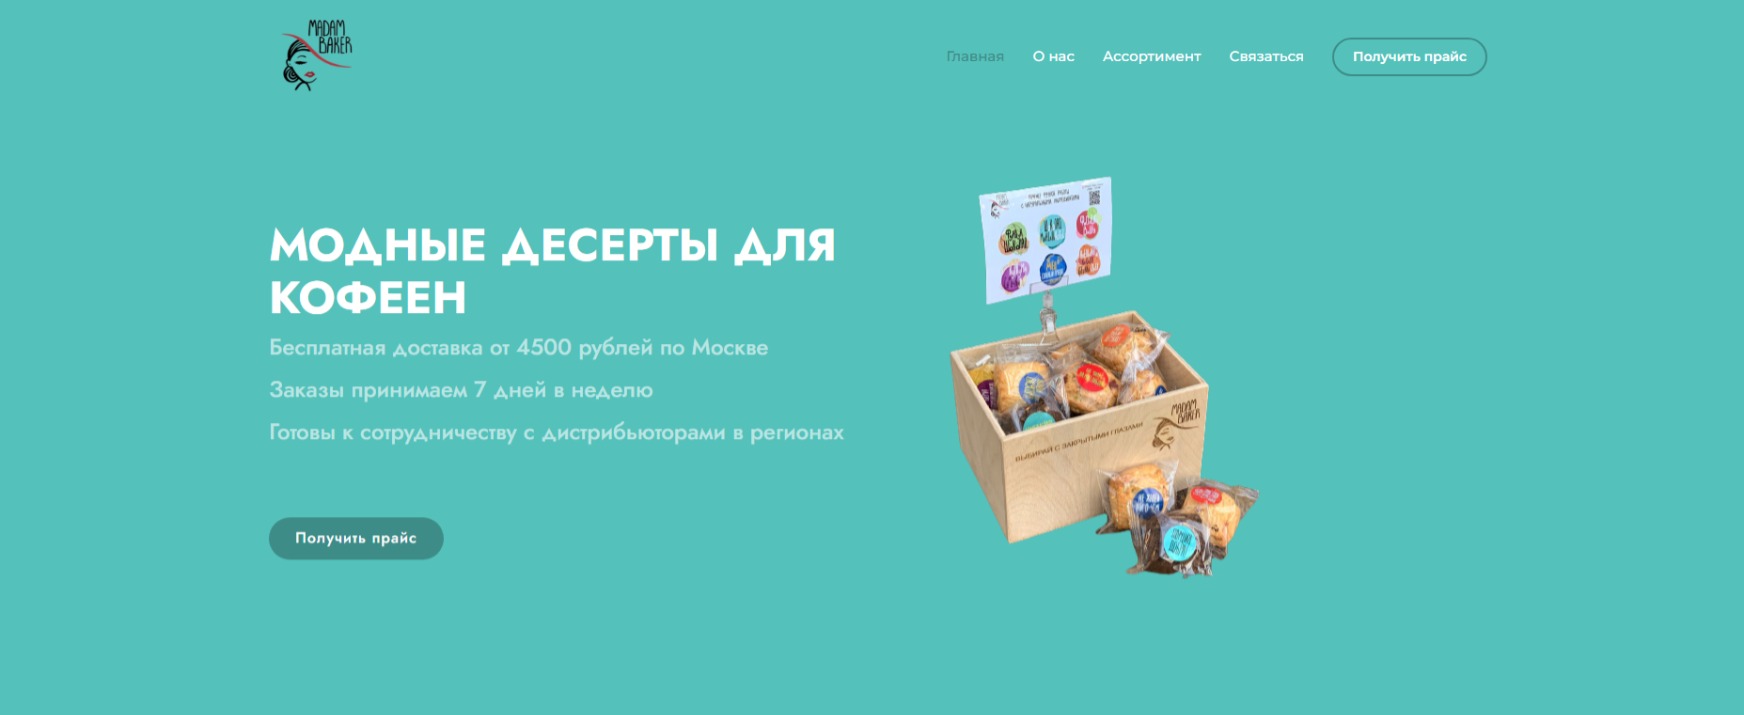 MADAM
BAKER
Главная
О нас
Ассортимент
Связаться
Получить прайс
МОДНЫЕ ДЕСЕРТЫ ДЛЯ
КОФЕЕН
Бесплатная доставка от 4500 рублей по Москве
Заказы принимаем 7 дней в неделю
Готовы к сотрудничеству с дистрибьюторами в регионах
Получить прайс
MADAM
BAKER
ВЫБИРАЙ С ЗАКРЫТЫМИ ГЛАЗАМИ